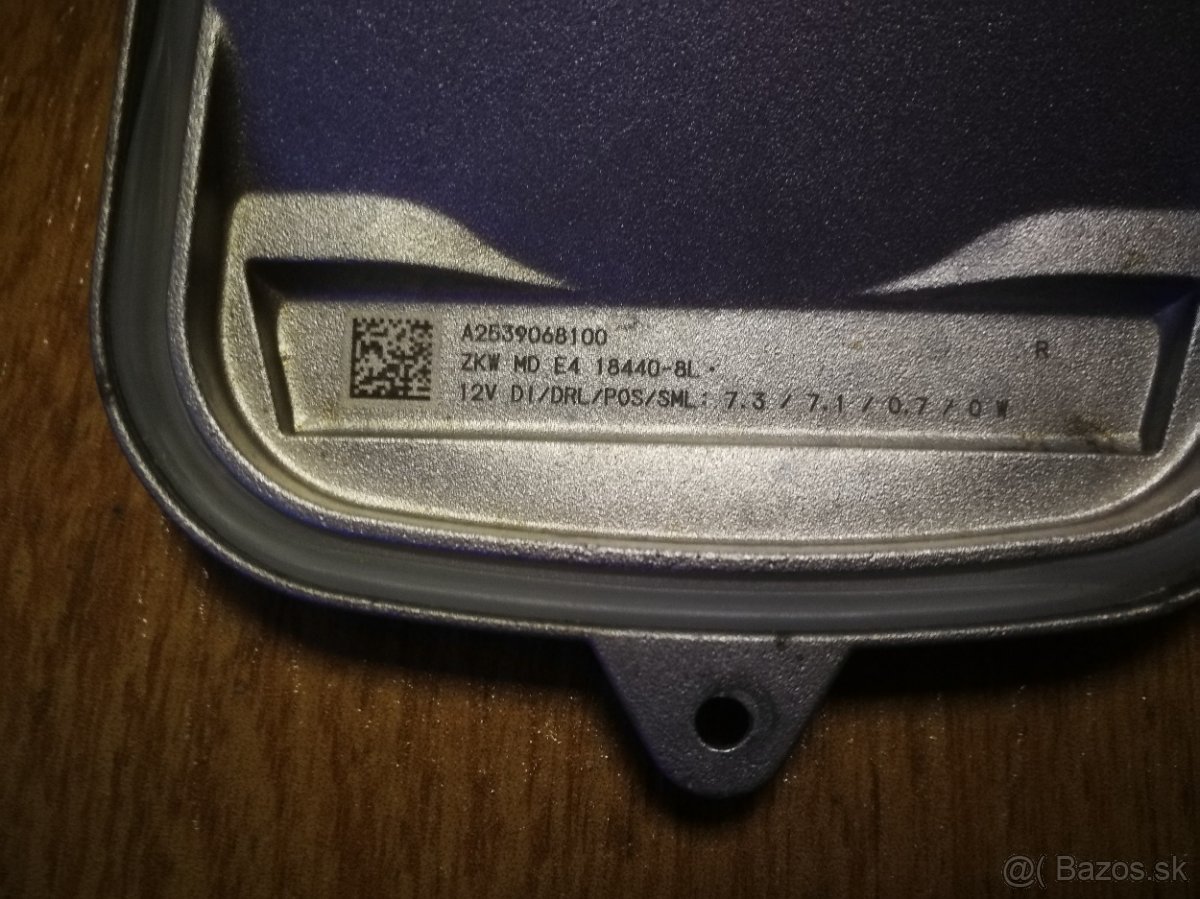 A2539068100
R
ZKW MD E4 18440-8L
12V DI/DRL/POS/SML: 7.3 / 7.1 / 0.7 / 0 W
@( Bazos.sk